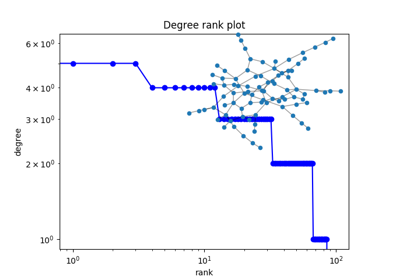 Degree rank plot
6 × 10⁰
4 × 10⁰
3 × 10⁰
2 × 10⁰
10⁰
degree
10⁰ 10¹ 10²
rank